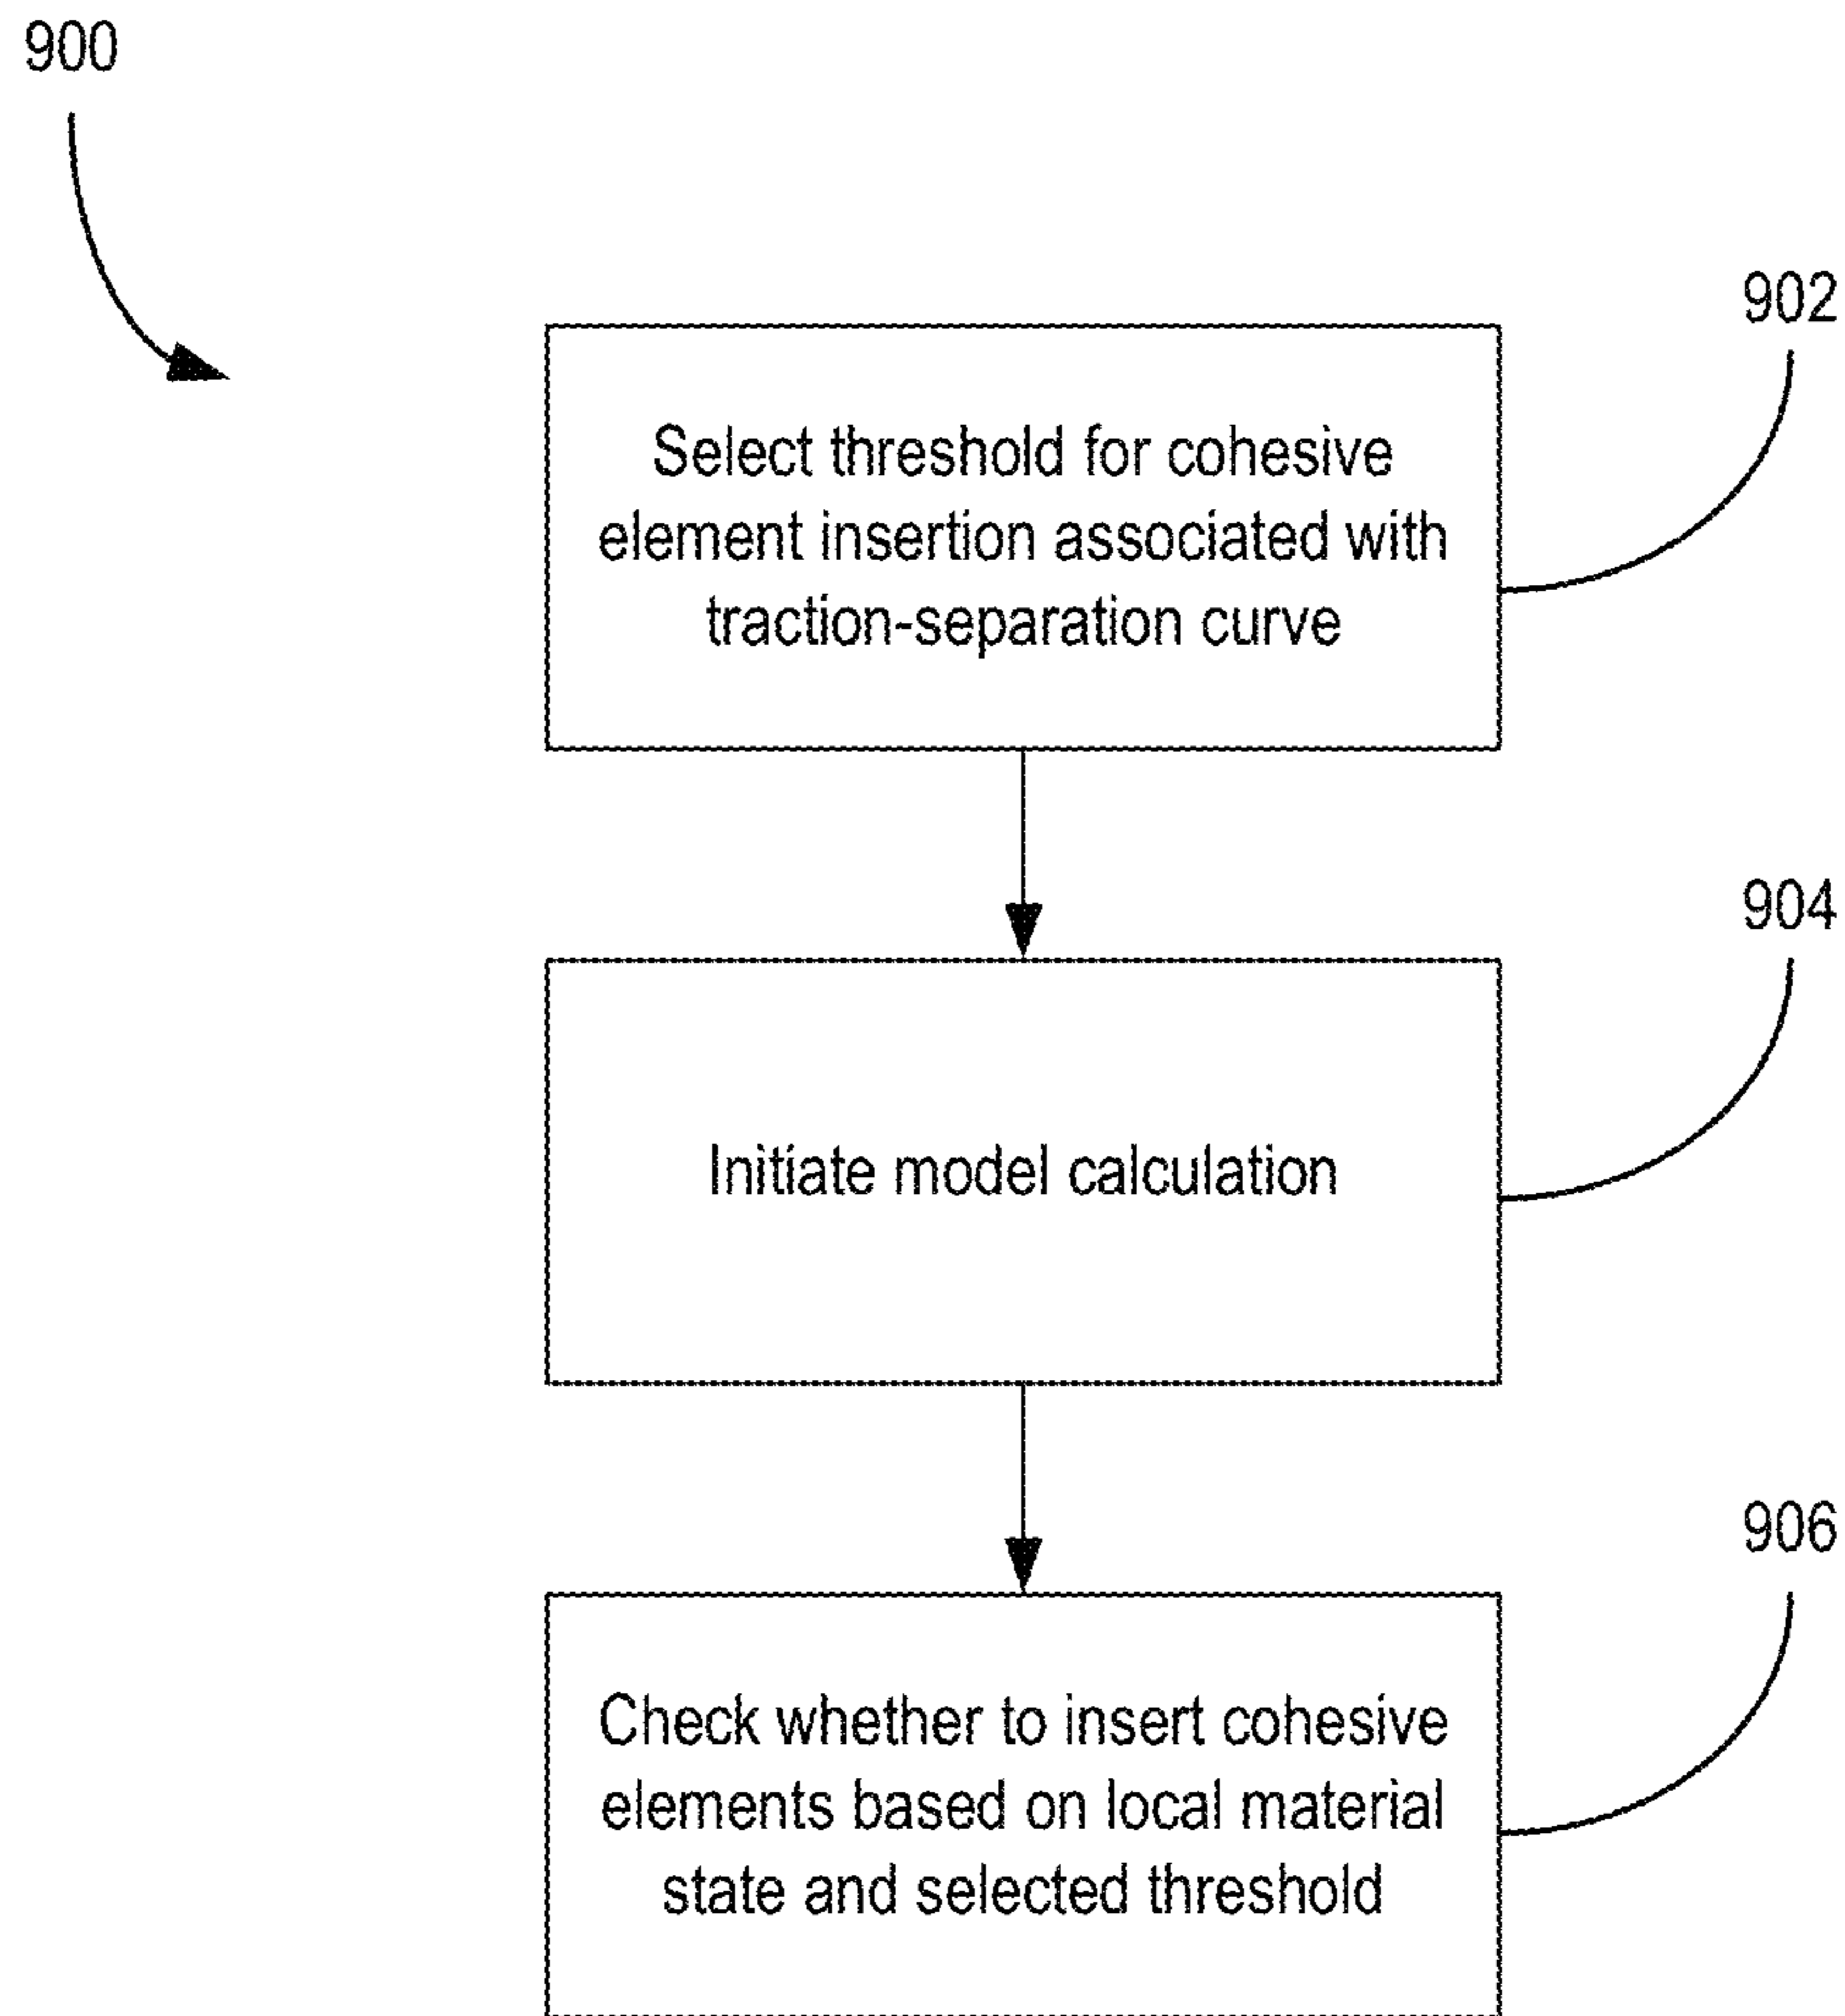 900
902
Select threshold for cohesive
element insertion associated with
traction-separation curve
904
Initiate model calculation
906
Check whether to insert cohesive
elements based on local material
state and selected threshold